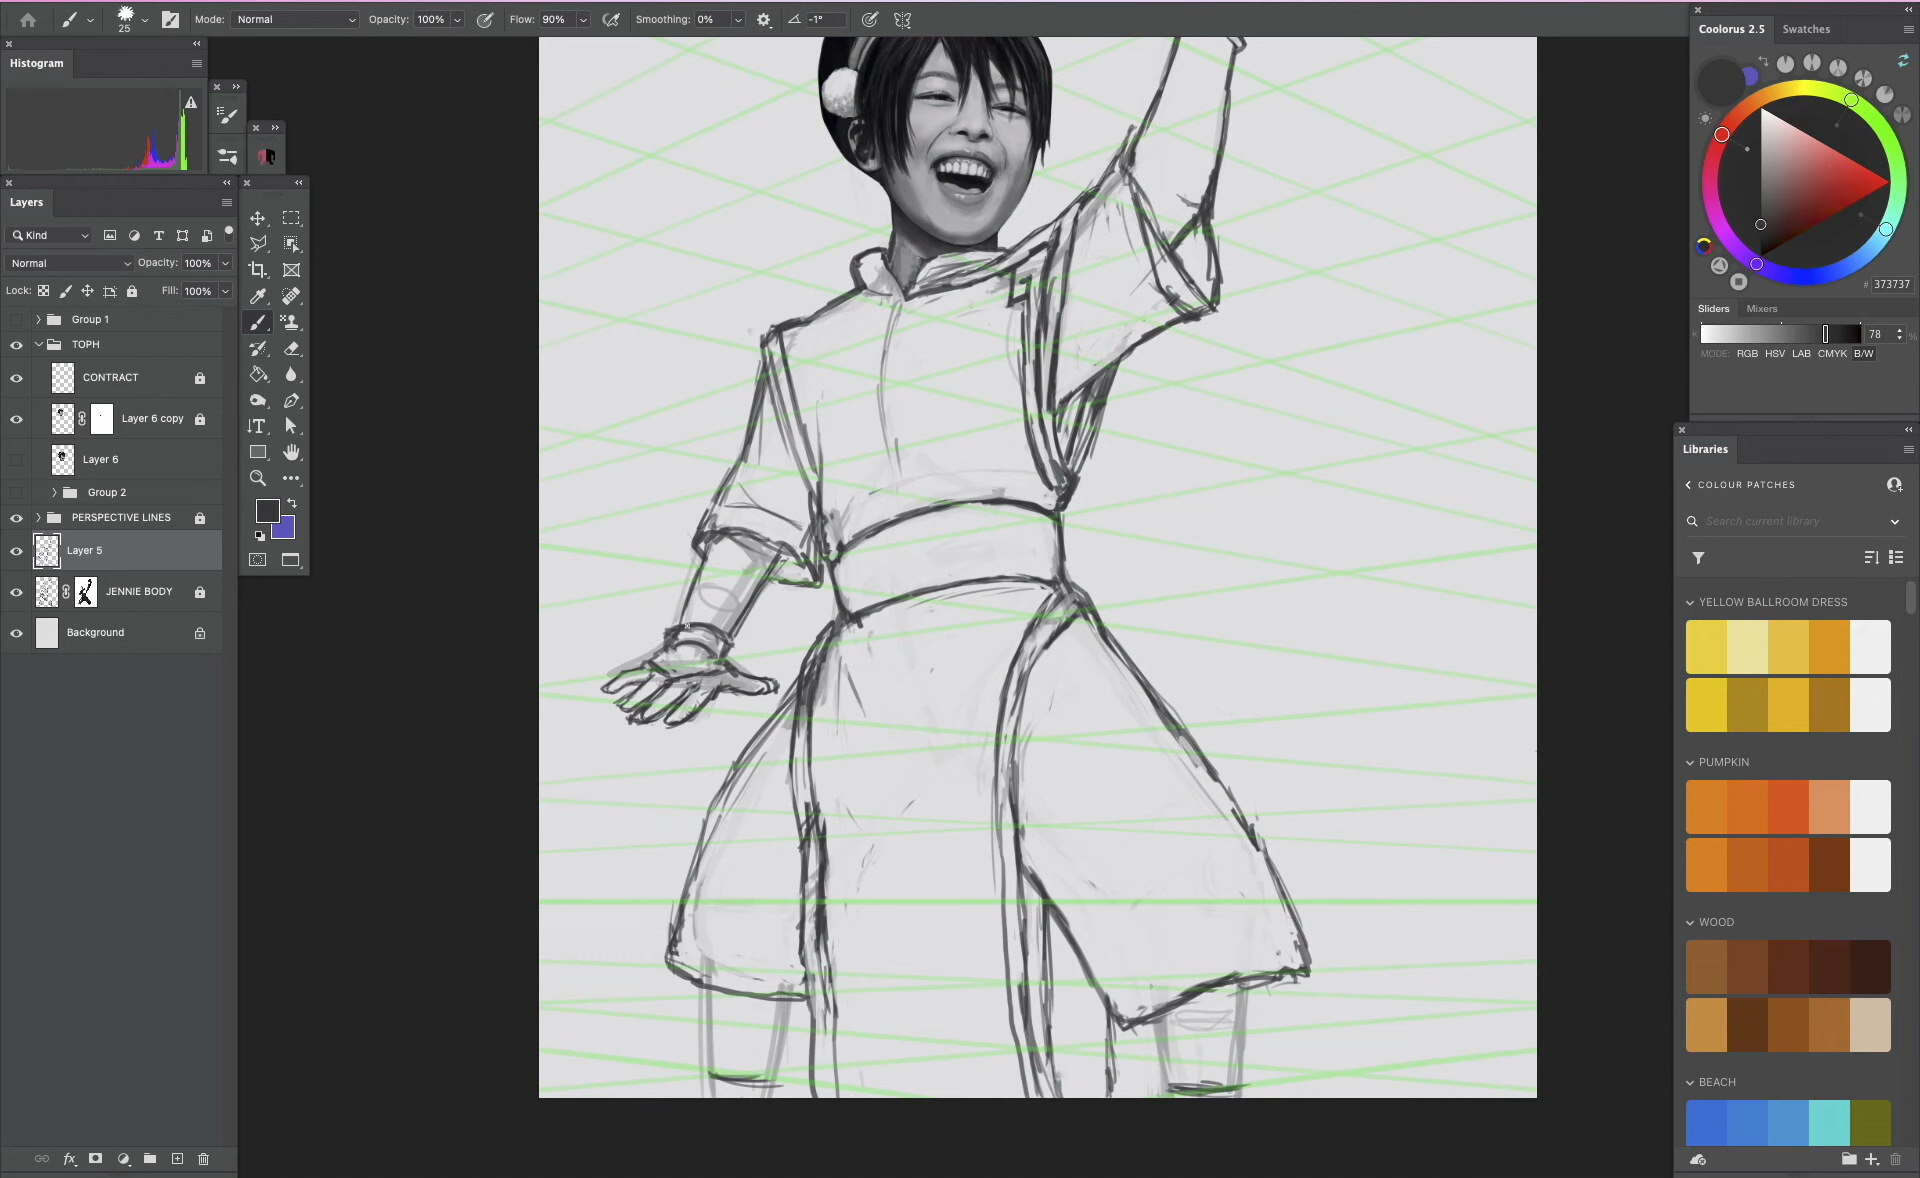 25
Mode: Normal
Opacity: 100%
Flow: 90%
Smoothing: 0%
-1°
Histogram
Layers
Kind
Normal
Opacity: 100%
Lock:
Fill: 100%
Group 1
TOPH
CONTRACT
Layer 6 copy
Layer 6
Group 2
PERSPECTIVE LINES
Layer 5
JENNIE BODY
Background
fx
Coolorus 2.5
Swatches
# 373737
Sliders
Mixers
K
78
%
MODE: RGB HSV LAB CMYK B/W
Libraries
COLOUR PATCHES
Search current library
YELLOW BALLROOM DRESS
PUMPKIN
WOOD
BEACH